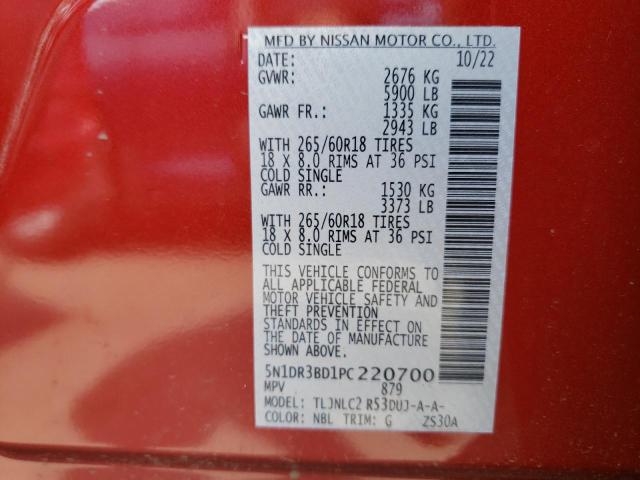 MFD BY NISSAN MOTOR CO., LTD.
DATE: 10/22
GVWR: 2676 KG
5900 LB
GAWR FR.: 1335 KG
2943 LB
WITH 265/60R18 TIRES
18 X 8.0 RIMS AT 36 PSI
COLD SINGLE
GAWR RR.: 1530 KG
3373 LB
WITH 265/60R18 TIRES
18 X 8.0 RIMS AT 36 PSI
COLD SINGLE
THIS VEHICLE CONFORMS TO
ALL APPLICABLE FEDERAL
MOTOR VEHICLE SAFETY AND
THEFT PREVENTION
STANDARDS IN EFFECT ON
THE DATE OF MANUFACTURE
SHOWN ABOVE.
5N1DR3BD1PC220700
MPV 879
MODEL: TLJNLC2 R53DUJ-A-A-
COLOR: NBL TRIM: G ZS30A